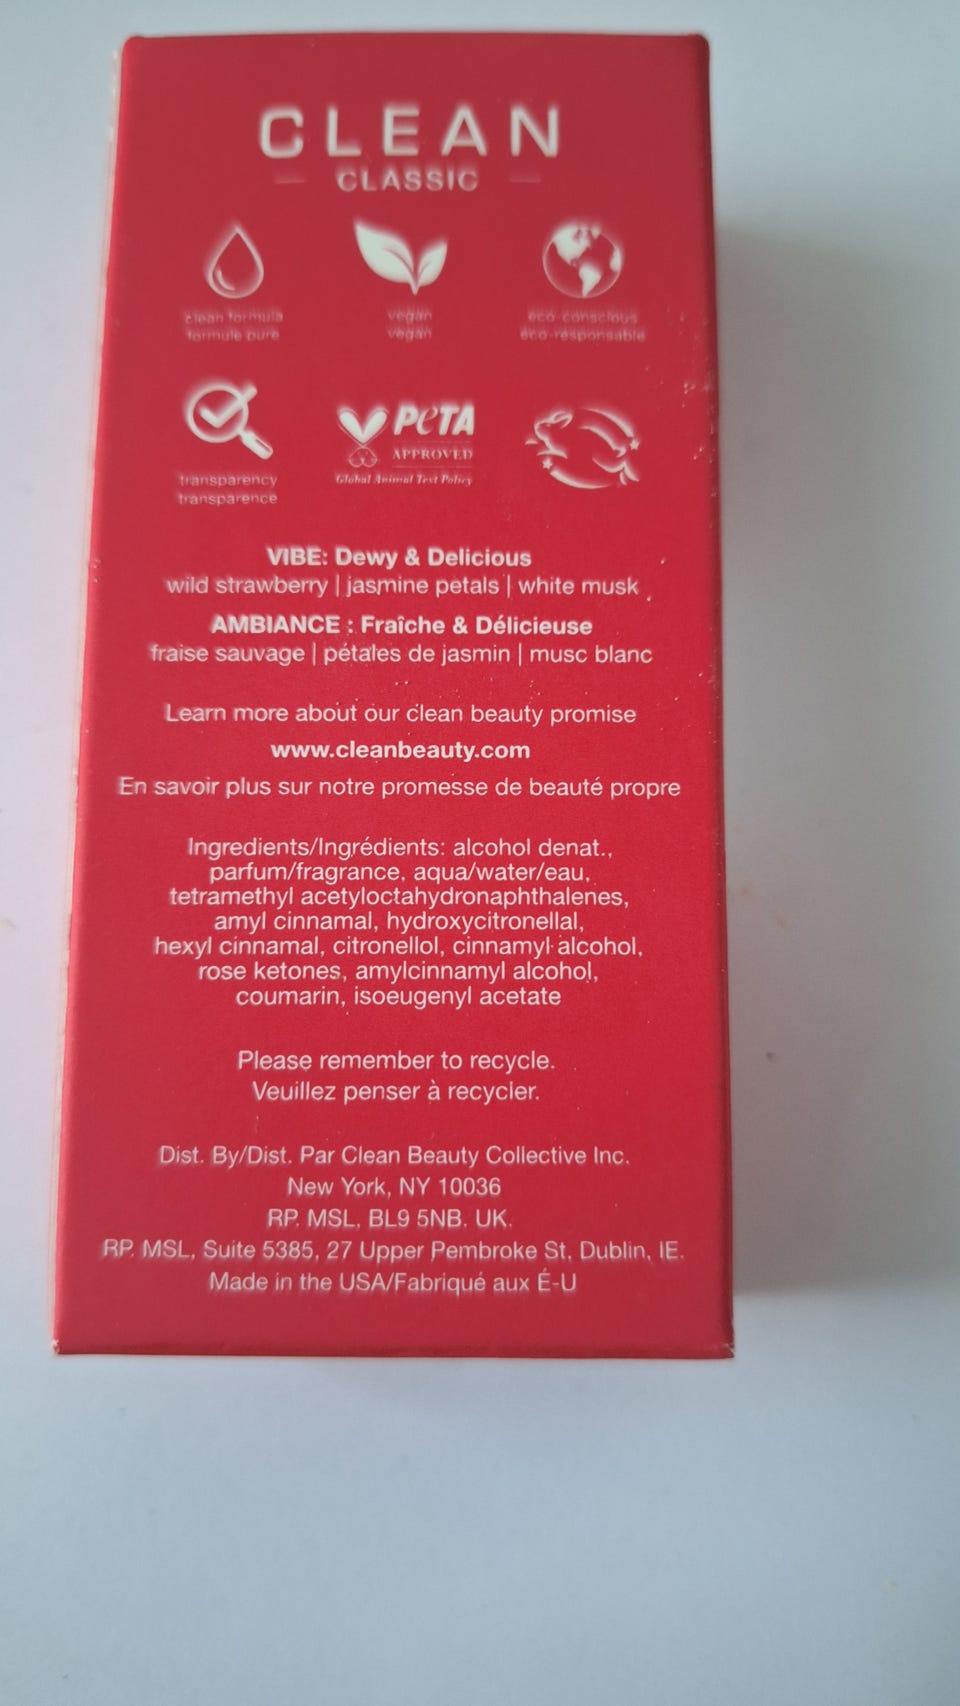 CLEAN
CLASSIC
clean formula
formule pure
vegan
vegan
eco-conscious
éco-responsable
transparency
transparence
PETA
APPROVED
Global Animal Test Policy
VIBE: Dewy & Delicious
wild strawberry | jasmine petals | white musk
AMBIANCE : Fraîche & Délicieuse
fraise sauvage | pétales de jasmin | musc blanc
Learn more about our clean beauty promise
www.cleanbeauty.com
En savoir plus sur notre promesse de beauté propre
Ingredients/Ingrédients: alcohol denat.,
parfum/fragrance, aqua/water/eau,
tetramethyl acetyloctahydronaphthalenes,
amyl cinnamal, hydroxycitronellal,
hexyl cinnamal, citronellol, cinnamyl alcohol,
rose ketones, amylcinnamyl alcohol,
coumarin, isoeugenyl acetate
Please remember to recycle.
Veuillez penser à recycler.
Dist. By/Dist. Par Clean Beauty Collective Inc.
New York, NY 10036
RP. MSL, BL9 5NB. UK.
RP. MSL, Suite 5385, 27 Upper Pembroke St, Dublin, IE.
Made in the USA/Fabriqué aux É-U